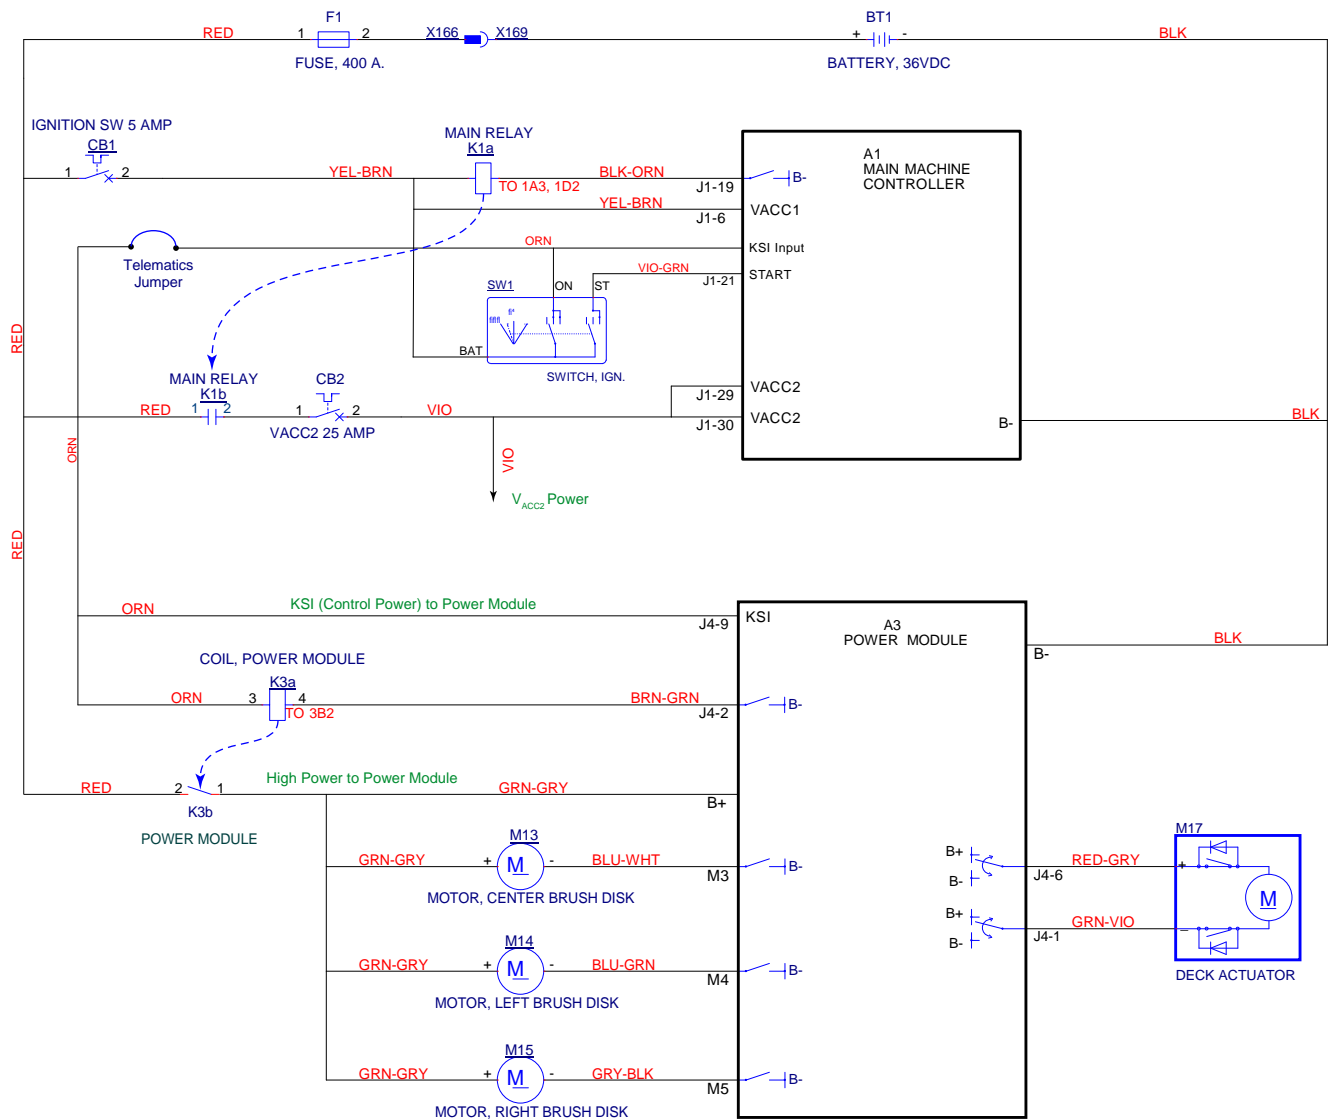 F1
RED 1 2 X166 X169
FUSE, 400 A.
BT1
+ -
BATTERY, 36VDC
BLK
IGNITION SW 5 AMP
CB1
1 2
YEL-BRN
MAIN RELAY
K1a
TO 1A3, 1D2
BLK-ORN
J1-19
B-
A1
MAIN MACHINE
CONTROLLER
YEL-BRN
J1-6
VACC1
ORN
KSI Input
Telematics
Jumper
VIO-GRN
J1-21
START
SW1
ON ST
BAT
SWITCH, IGN.
RED
MAIN RELAY
K1b
RED 1 2
CB2
1 2
VACC2 25 AMP
VIO
J1-29
VACC2
J1-30
VACC2
B-
BLK
ORN
VIO
VACC2 Power
RED
ORN
KSI (Control Power) to Power Module
J4-9
KSI
A3
POWER MODULE
B-
BLK
COIL, POWER MODULE
K3a
ORN 3 4
TO 3B2
BRN-GRN
J4-2
B-
RED 2 1
K3b
POWER MODULE
High Power to Power Module
GRN-GRY
B+
M13
GRN-GRY + M - BLU-WHT
M3
B-
MOTOR, CENTER BRUSH DISK
B+
B-
J4-6
RED-GRY
M17
+
M
B+
B-
J4-1
GRN-VIO
-
DECK ACTUATOR
M14
GRN-GRY + M - BLU-GRN
M4
B-
MOTOR, LEFT BRUSH DISK
M15
GRN-GRY + M - GRY-BLK
M5
B-
MOTOR, RIGHT BRUSH DISK